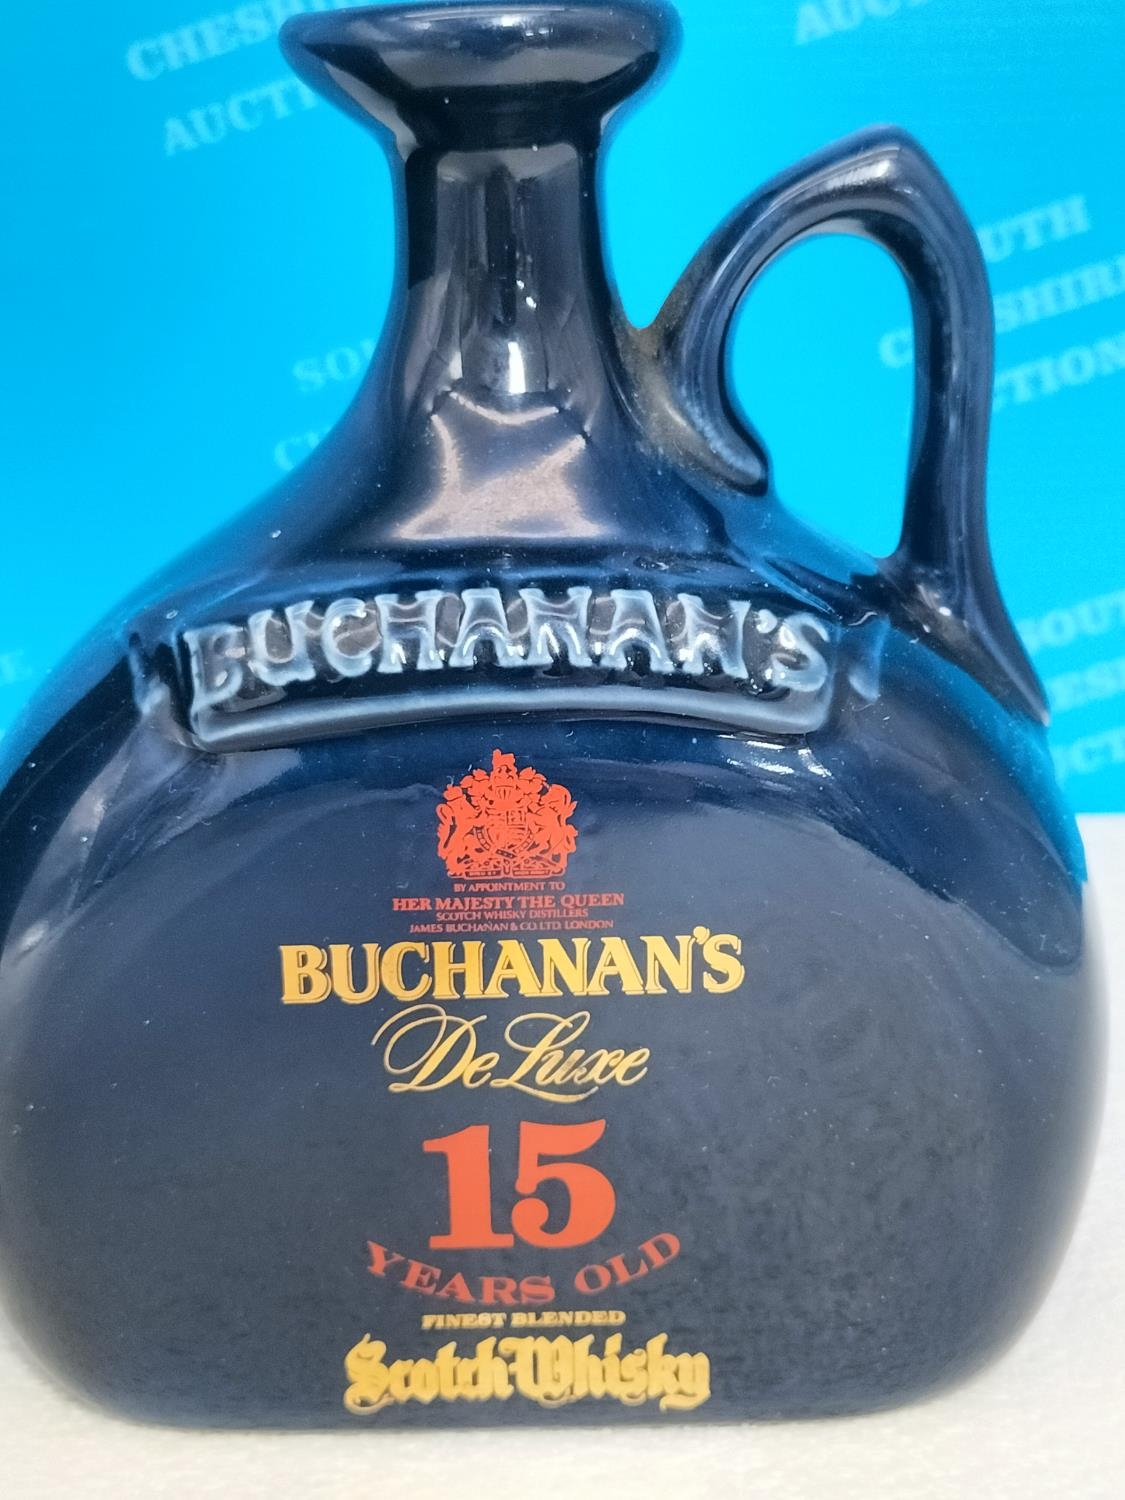 BUCHANAN'S
BY APPOINTMENT TO
HER MAJESTY THE QUEEN
SCOTCH WHISKY DISTILLERS
JAMES BUCHANAN & CO. LTD. LONDON
BUCHANAN'S
De Luxe
15
YEARS OLD
FINEST BLENDED
Scotch Whisky